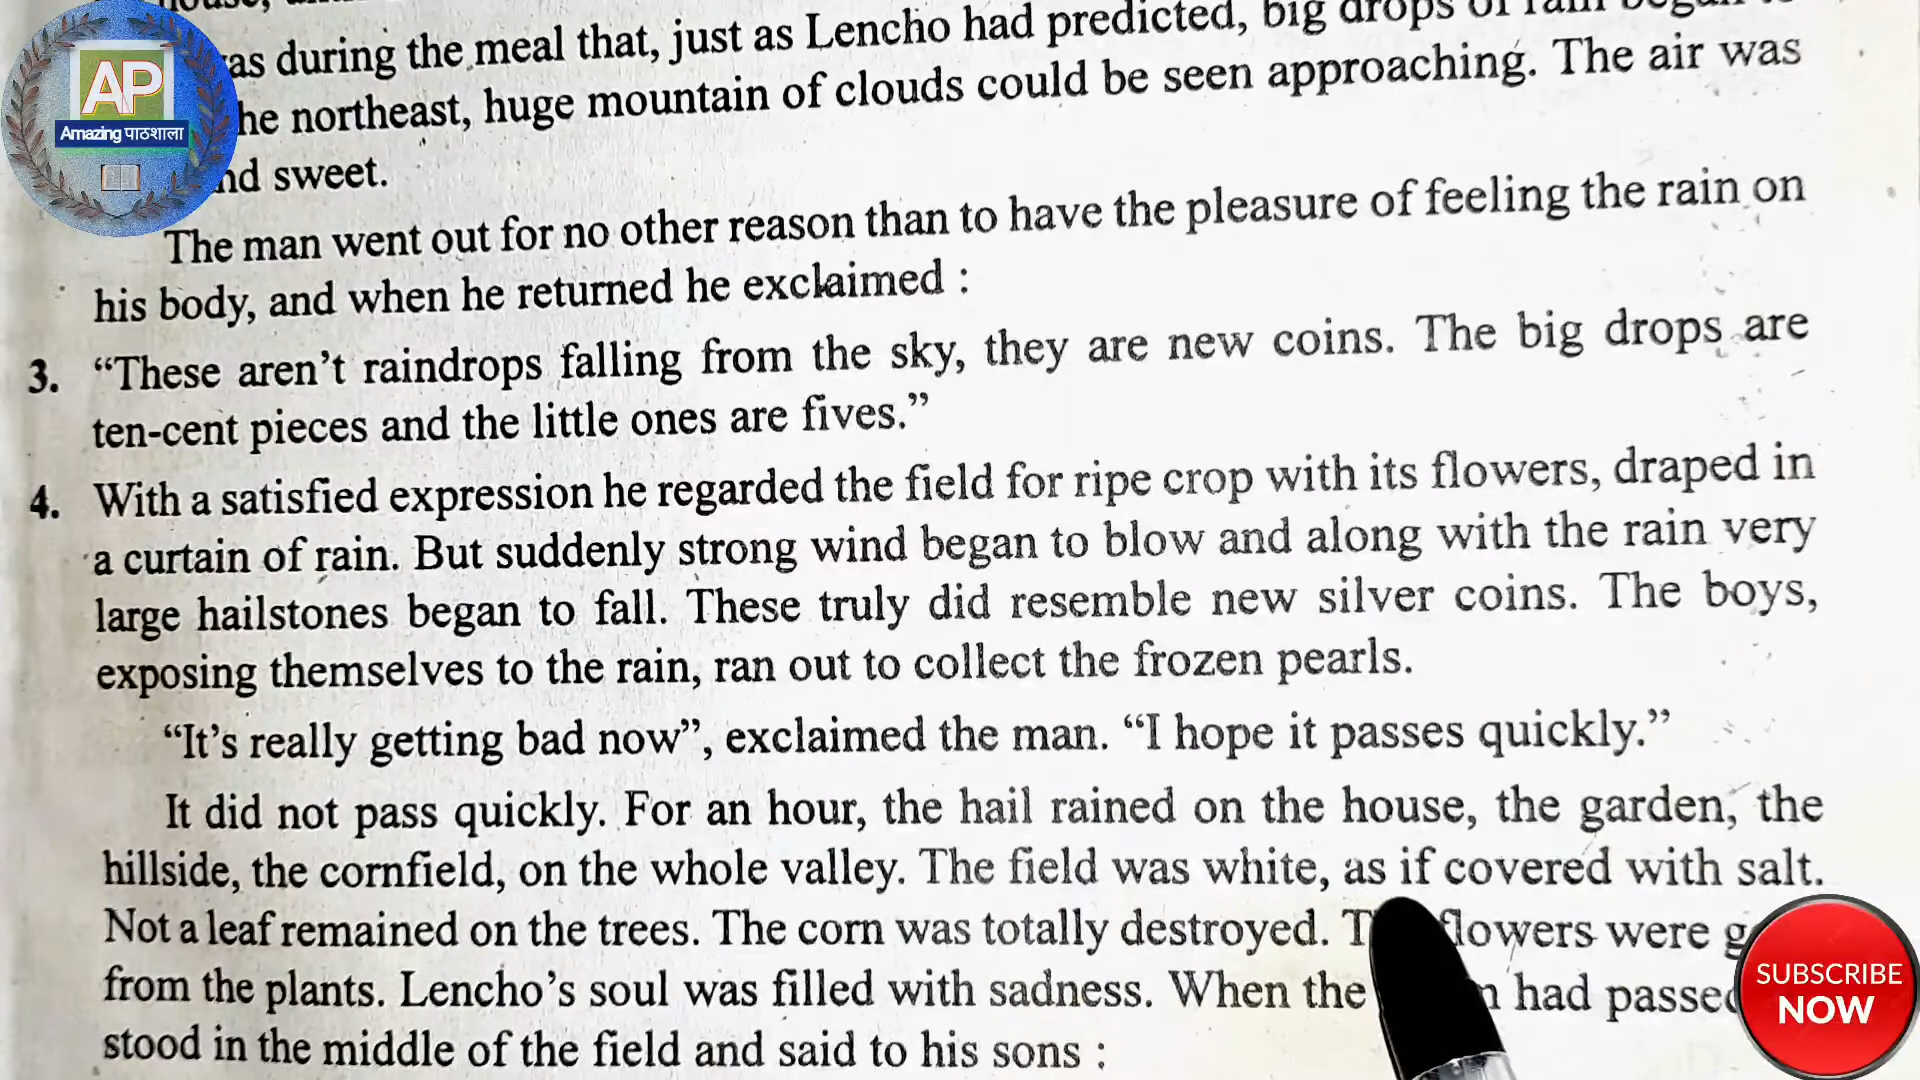 AP
Amazing पाठशाला
as during the meal that, just as Lencho had predicted, big drops of rain began to
he northeast, huge mountain of clouds could be seen approaching. The air was
nd sweet.
The man went out for no other reason than to have the pleasure of feeling the rain on
his body, and when he returned he exclaimed :
3. “These aren’t raindrops falling from the sky, they are new coins. The big drops are
ten-cent pieces and the little ones are fives.”
4. With a satisfied expression he regarded the field for ripe crop with its flowers, draped in
a curtain of rain. But suddenly strong wind began to blow and along with the rain very
large hailstones began to fall. These truly did resemble new silver coins. The boys,
exposing themselves to the rain, ran out to collect the frozen pearls.
“It’s really getting bad now”, exclaimed the man. “I hope it passes quickly.”
It did not pass quickly. For an hour, the hail rained on the house, the garden, the
hillside, the cornfield, on the whole valley. The field was white, as if covered with salt.
Not a leaf remained on the trees. The corn was totally destroyed. flowers were
from the plants. Lencho’s soul was filled with sadness. When the had passed
stood in the middle of the field and said to his sons :
SUBSCRIBE
NOW